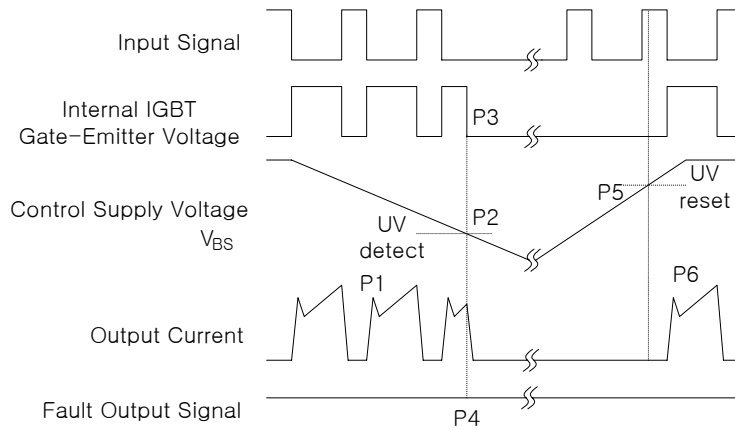 Input Signal
Internal IGBT
Gate-Emitter Voltage
P3
Control Supply Voltage
V_BS
UV
detect
P2
P5
UV
reset
P1
P6
Output Current
Fault Output Signal
P4